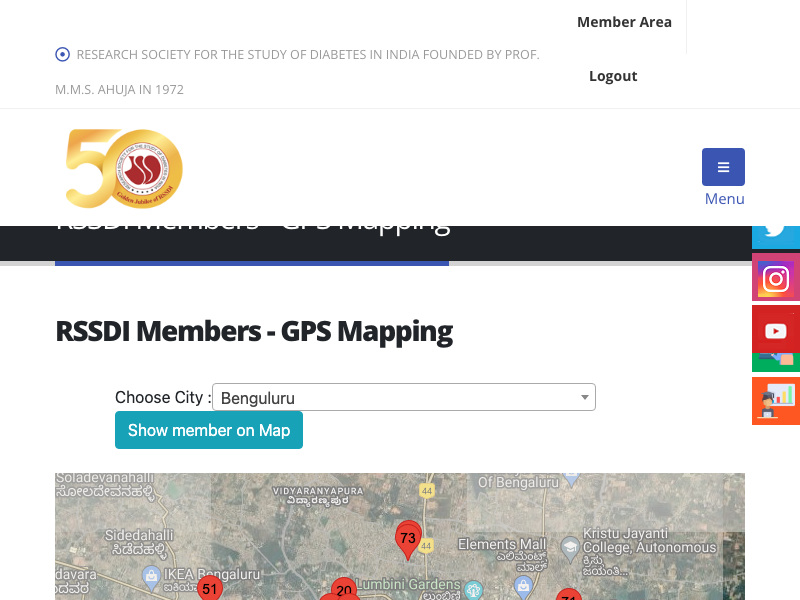 Member Area
RESEARCH SOCIETY FOR THE STUDY OF DIABETES IN INDIA FOUNDED BY PROF.
M.M.S. AHUJA IN 1972
Logout
50
Golden Jubilee of RSSDI
Menu
RSSDI Members - GPS Mapping
RSSDI Members - GPS Mapping
Choose City :
Benguluru
Show member on Map
Soladevanahalli
ಸೋಲದೇವನಹಳ್ಳಿ
VIDYARANYAPURA
ವಿದ್ಯಾರಣ್ಯಪುರ
44
Of Bengaluru
Sidedahalli
ಸಿಡೆದಹಳ್ಳಿ
73
44
Elements Mall
ಎಲಿಮೆಂಟ್ಸ್
ಮಾಲ್
Kristu Jayanti
College, Autonomous
ಕ್ರಿಸ್ತು
ಜಯಂತಿ...
IKEA Bengaluru
51
20
Lumbini Gardens
ಲುಂಬಿಣಿ
71